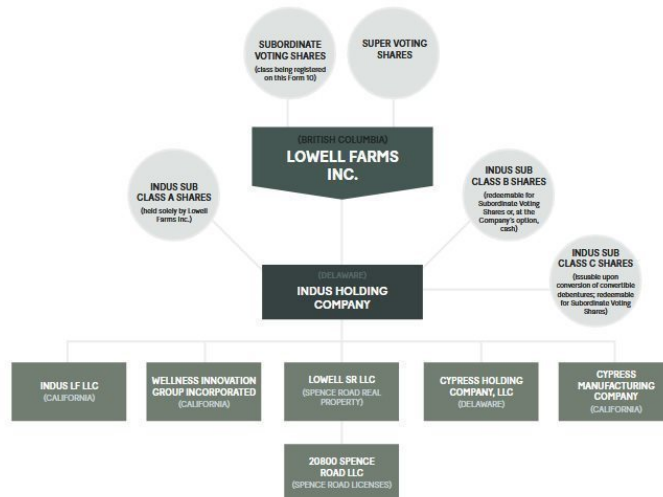 SUBORDINATE
VOTING SHARES
(class being registered
on this Form 10)
SUPER VOTING
SHARES
(BRITISH COLUMBIA)
LOWELL FARMS
INC.
INDUS SUB
CLASS A SHARES
(held solely by Lowell
Farms Inc.)
INDUS SUB
CLASS B SHARES
(redeemable for
Subordinate Voting
Shares or, at the
Company's option,
cash)
INDUS SUB
CLASS C SHARES
(issuable upon
conversion of convertible
debentures; redeemable
for Subordinate Voting
Shares)
(DELAWARE)
INDUS HOLDING
COMPANY
INDUS LF LLC
(CALIFORNIA)
WELLNESS INNOVATION
GROUP INCORPORATED
(CALIFORNIA)
LOWELL SR LLC
(SPENCE ROAD REAL
PROPERTY)
CYPRESS HOLDING
COMPANY, LLC
(DELAWARE)
CYPRESS
MANUFACTURING
COMPANY
(CALIFORNIA)
20800 SPENCE
ROAD LLC
(SPENCE ROAD LICENSES)